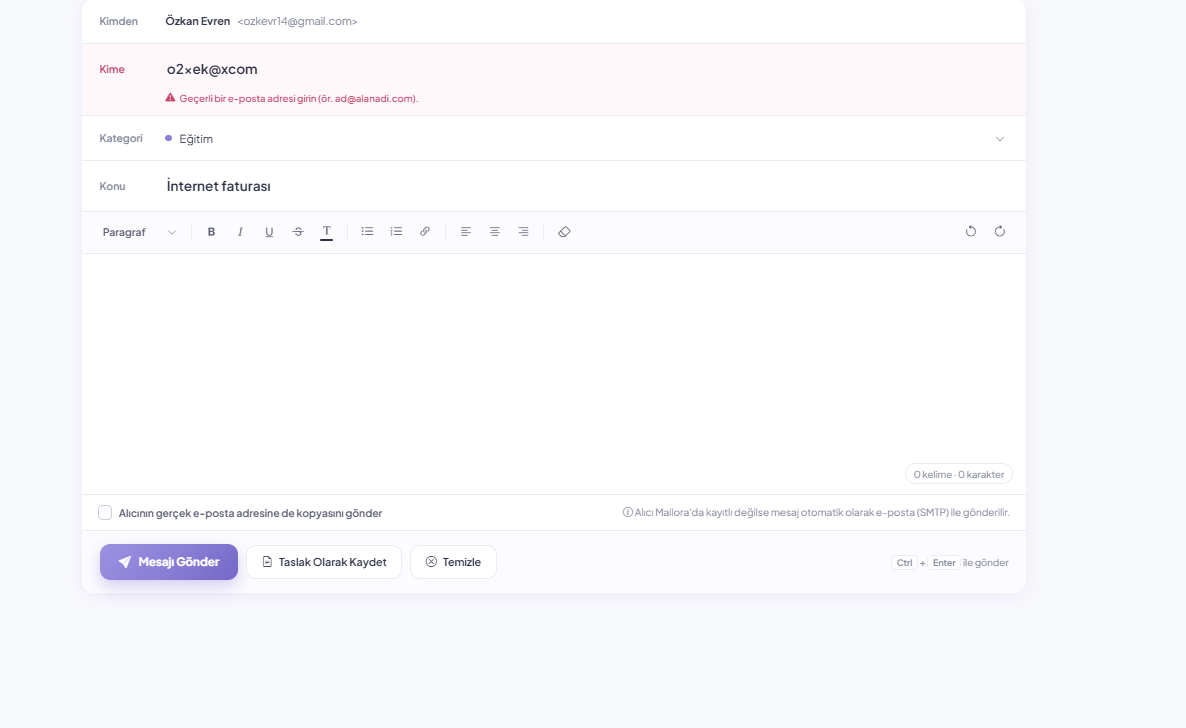 Kimden Özkan Evren <ozkevr14@gmail.com>
Kime o2xek@xcom
Geçerli bir e-posta adresi girin (ör. ad@alanadi.com).
Kategori Eğitim
Konu İnternet faturası
Paragraf B I U S T
0 kelime · 0 karakter
Alıcının gerçek e-posta adresine de kopyasını gönder
Alıcı Mailora'da kayıtlı değilse mesaj otomatik olarak e-posta (SMTP) ile gönderilir.
Mesajı Gönder Taslak Olarak Kaydet Temizle Ctrl + Enter ile gönder